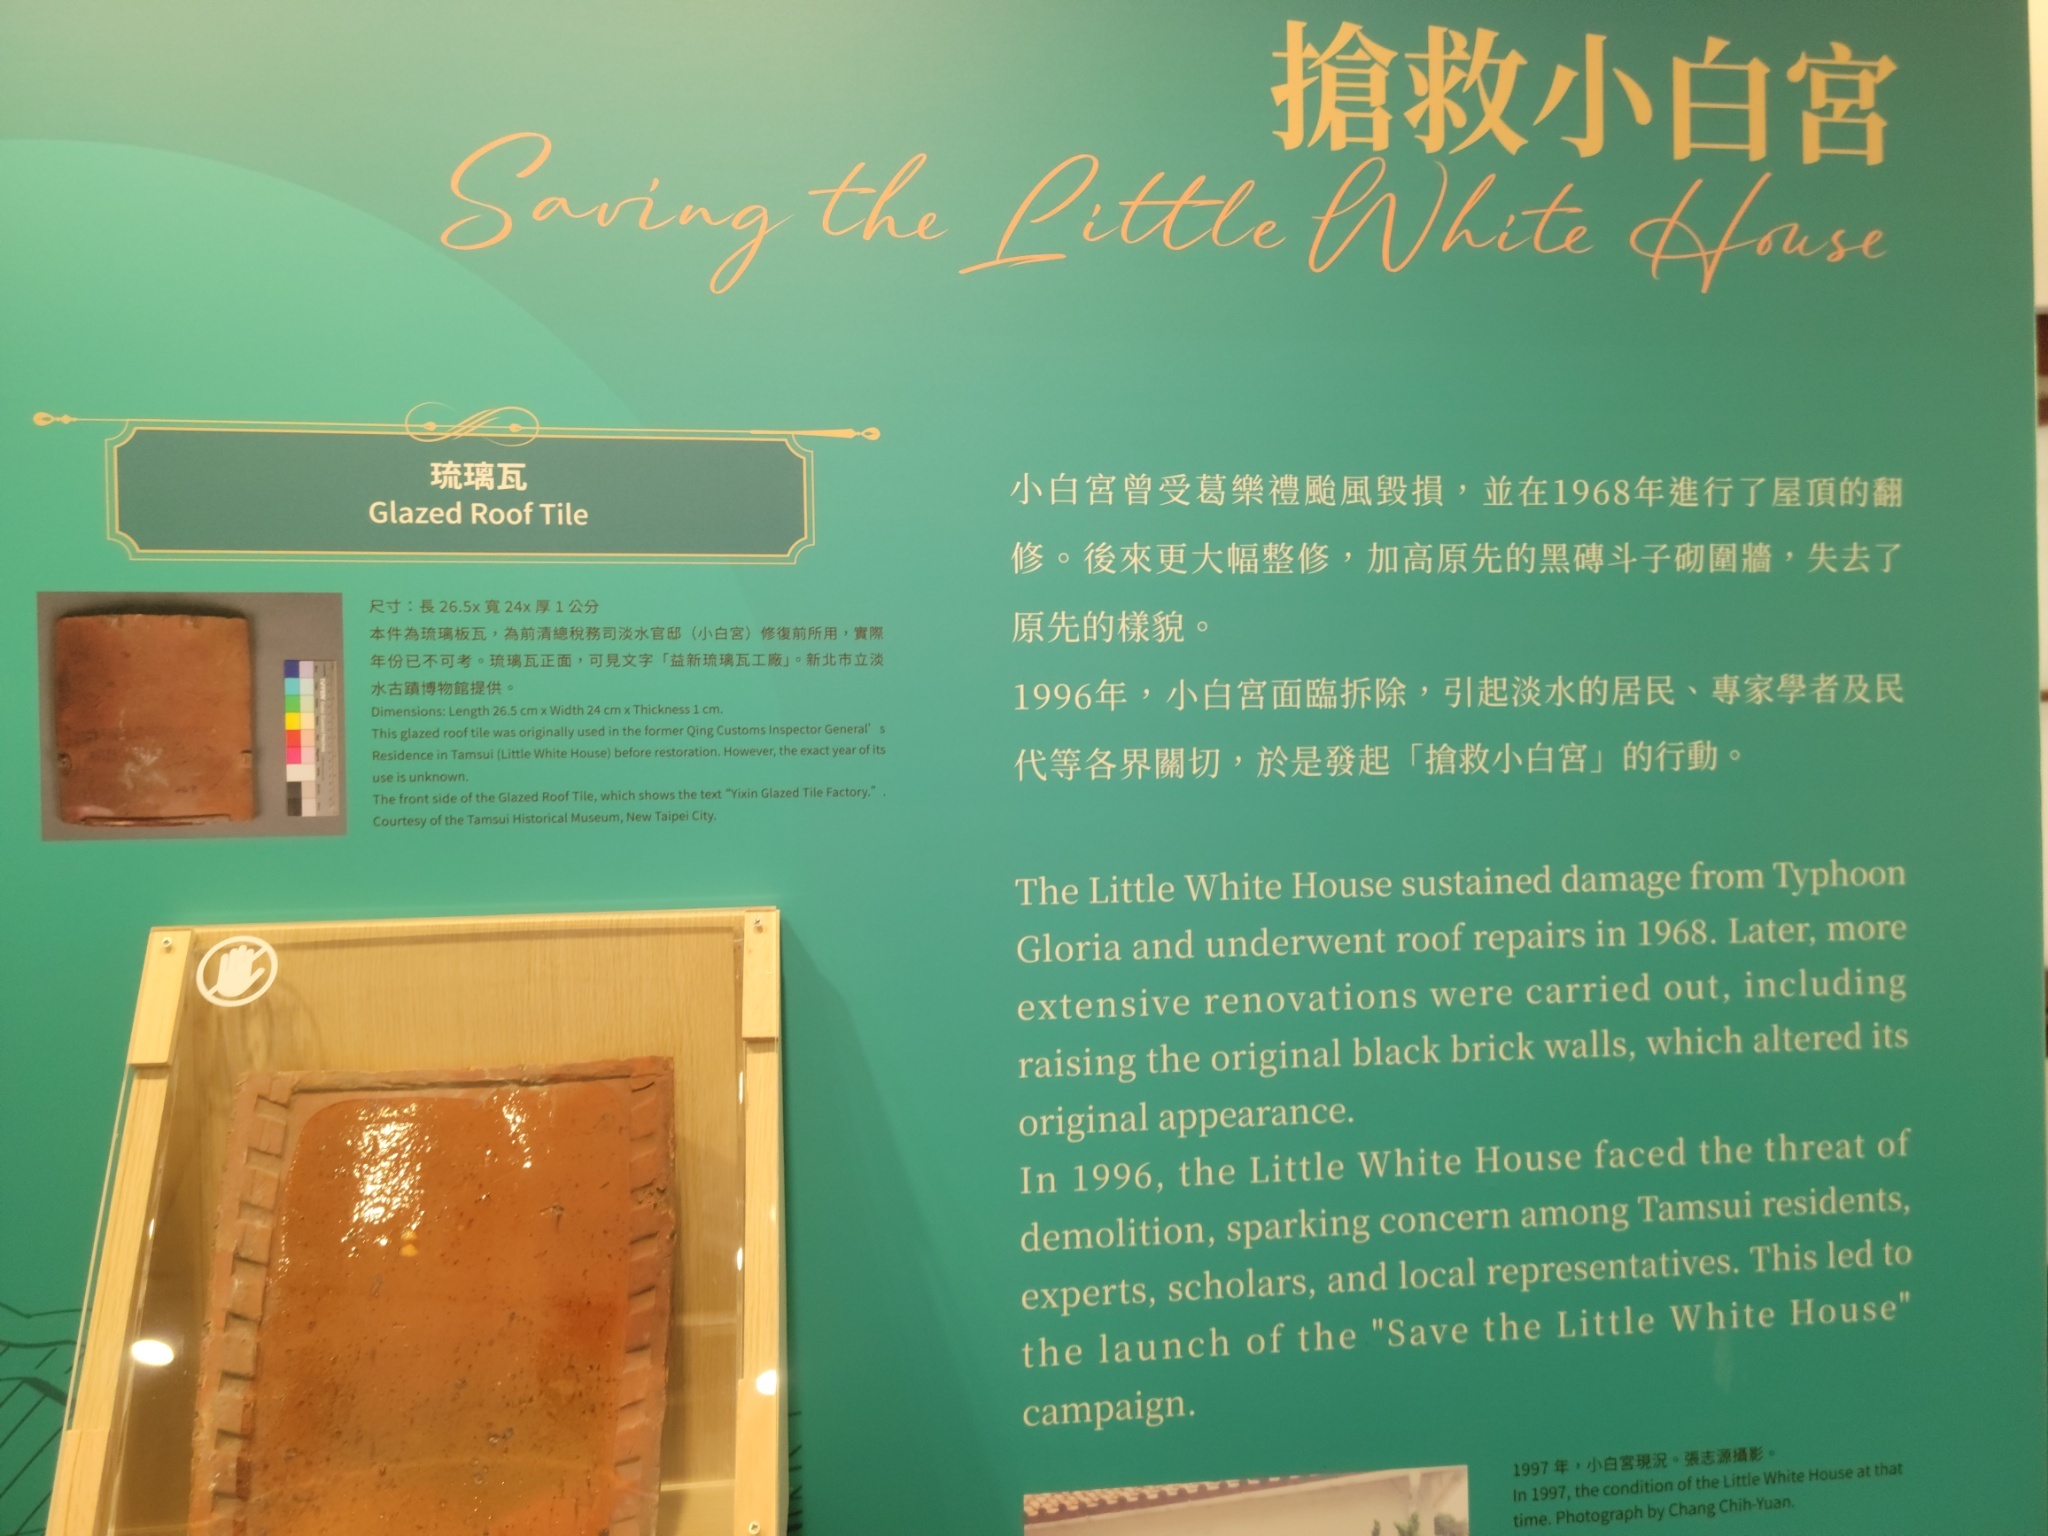 搶救小白宮
Saving the Little White House
琉璃瓦
Glazed Roof Tile
尺寸：長 26.5x 寬 24x 厚 1 公分
本件為琉璃板瓦，為前清總稅務司淡水官邸（小白宮）修復前所用，實際
年份已不可考。琉璃瓦正面，可見文字「益新琉璃瓦工廠」。新北市立淡
水古蹟博物館提供。
Dimensions: Length 26.5 cm x Width 24 cm x Thickness 1 cm.
This glazed roof tile was originally used in the former Qing Customs Inspector General's
Residence in Tamsui (Little White House) before restoration. However, the exact year of its
use is unknown.
The front side of the Glazed Roof Tile, which shows the text "Yixin Glazed Tile Factory." .
Courtesy of the Tamsui Historical Museum, New Taipei City.
小白宮曾受葛樂禮颱風毀損，並在1968年進行了屋頂的翻
修。後來更大幅整修，加高原先的黑磚斗子砌圍牆，失去了
原先的樣貌。
1996年，小白宮面臨拆除，引起淡水的居民、專家學者及民
代等各界關切，於是發起「搶救小白宮」的行動。
The Little White House sustained damage from Typhoon
Gloria and underwent roof repairs in 1968. Later, more
extensive renovations were carried out, including
raising the original black brick walls, which altered its
original appearance.
In 1996, the Little White House faced the threat of
demolition, sparking concern among Tamsui residents,
experts, scholars, and local representatives. This led to
the launch of the "Save the Little White House"
campaign.
1997 年，小白宮現況。張志源攝影。
In 1997, the condition of the Little White House at that
time. Photograph by Chang Chih-Yuan.